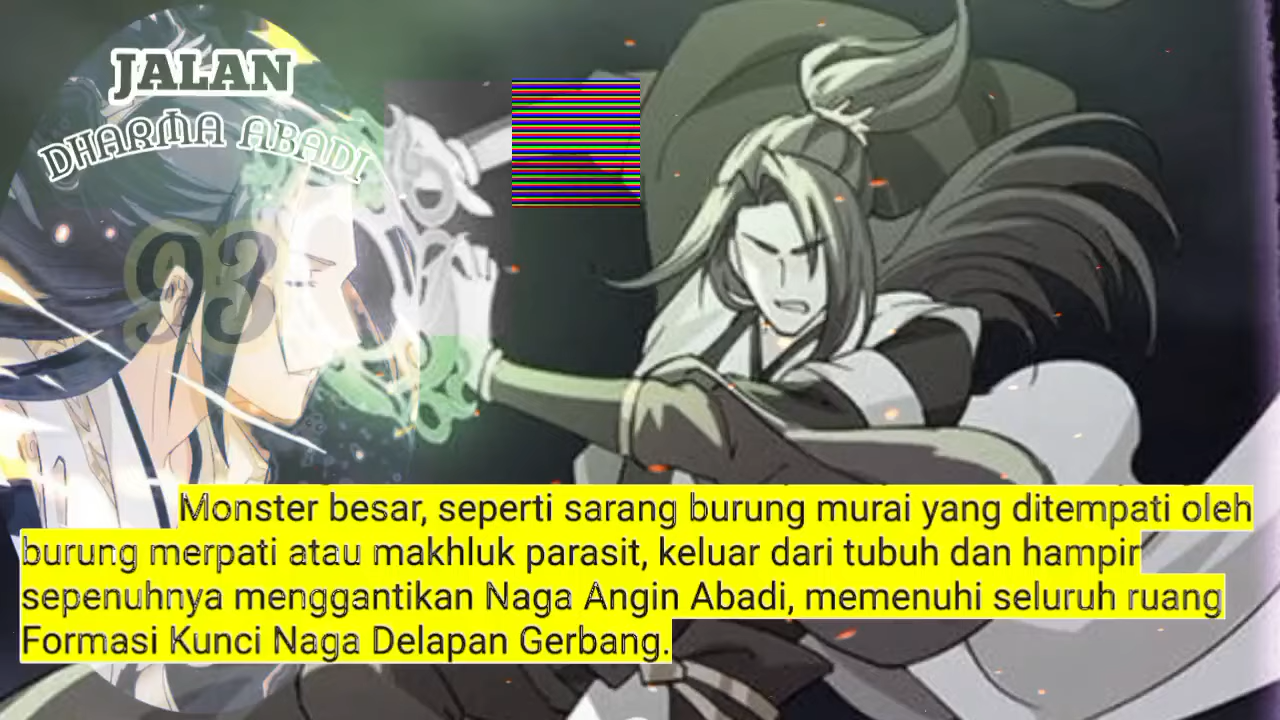 JALAN
DHARMA ABADI
93
Monster besar, seperti sarang burung murai yang ditempati oleh
burung merpati atau makhluk parasit, keluar dari tubuh dan hampir
sepenuhnya menggantikan Naga Angin Abadi, memenuhi seluruh ruang
Formasi Kunci Naga Delapan Gerbang.